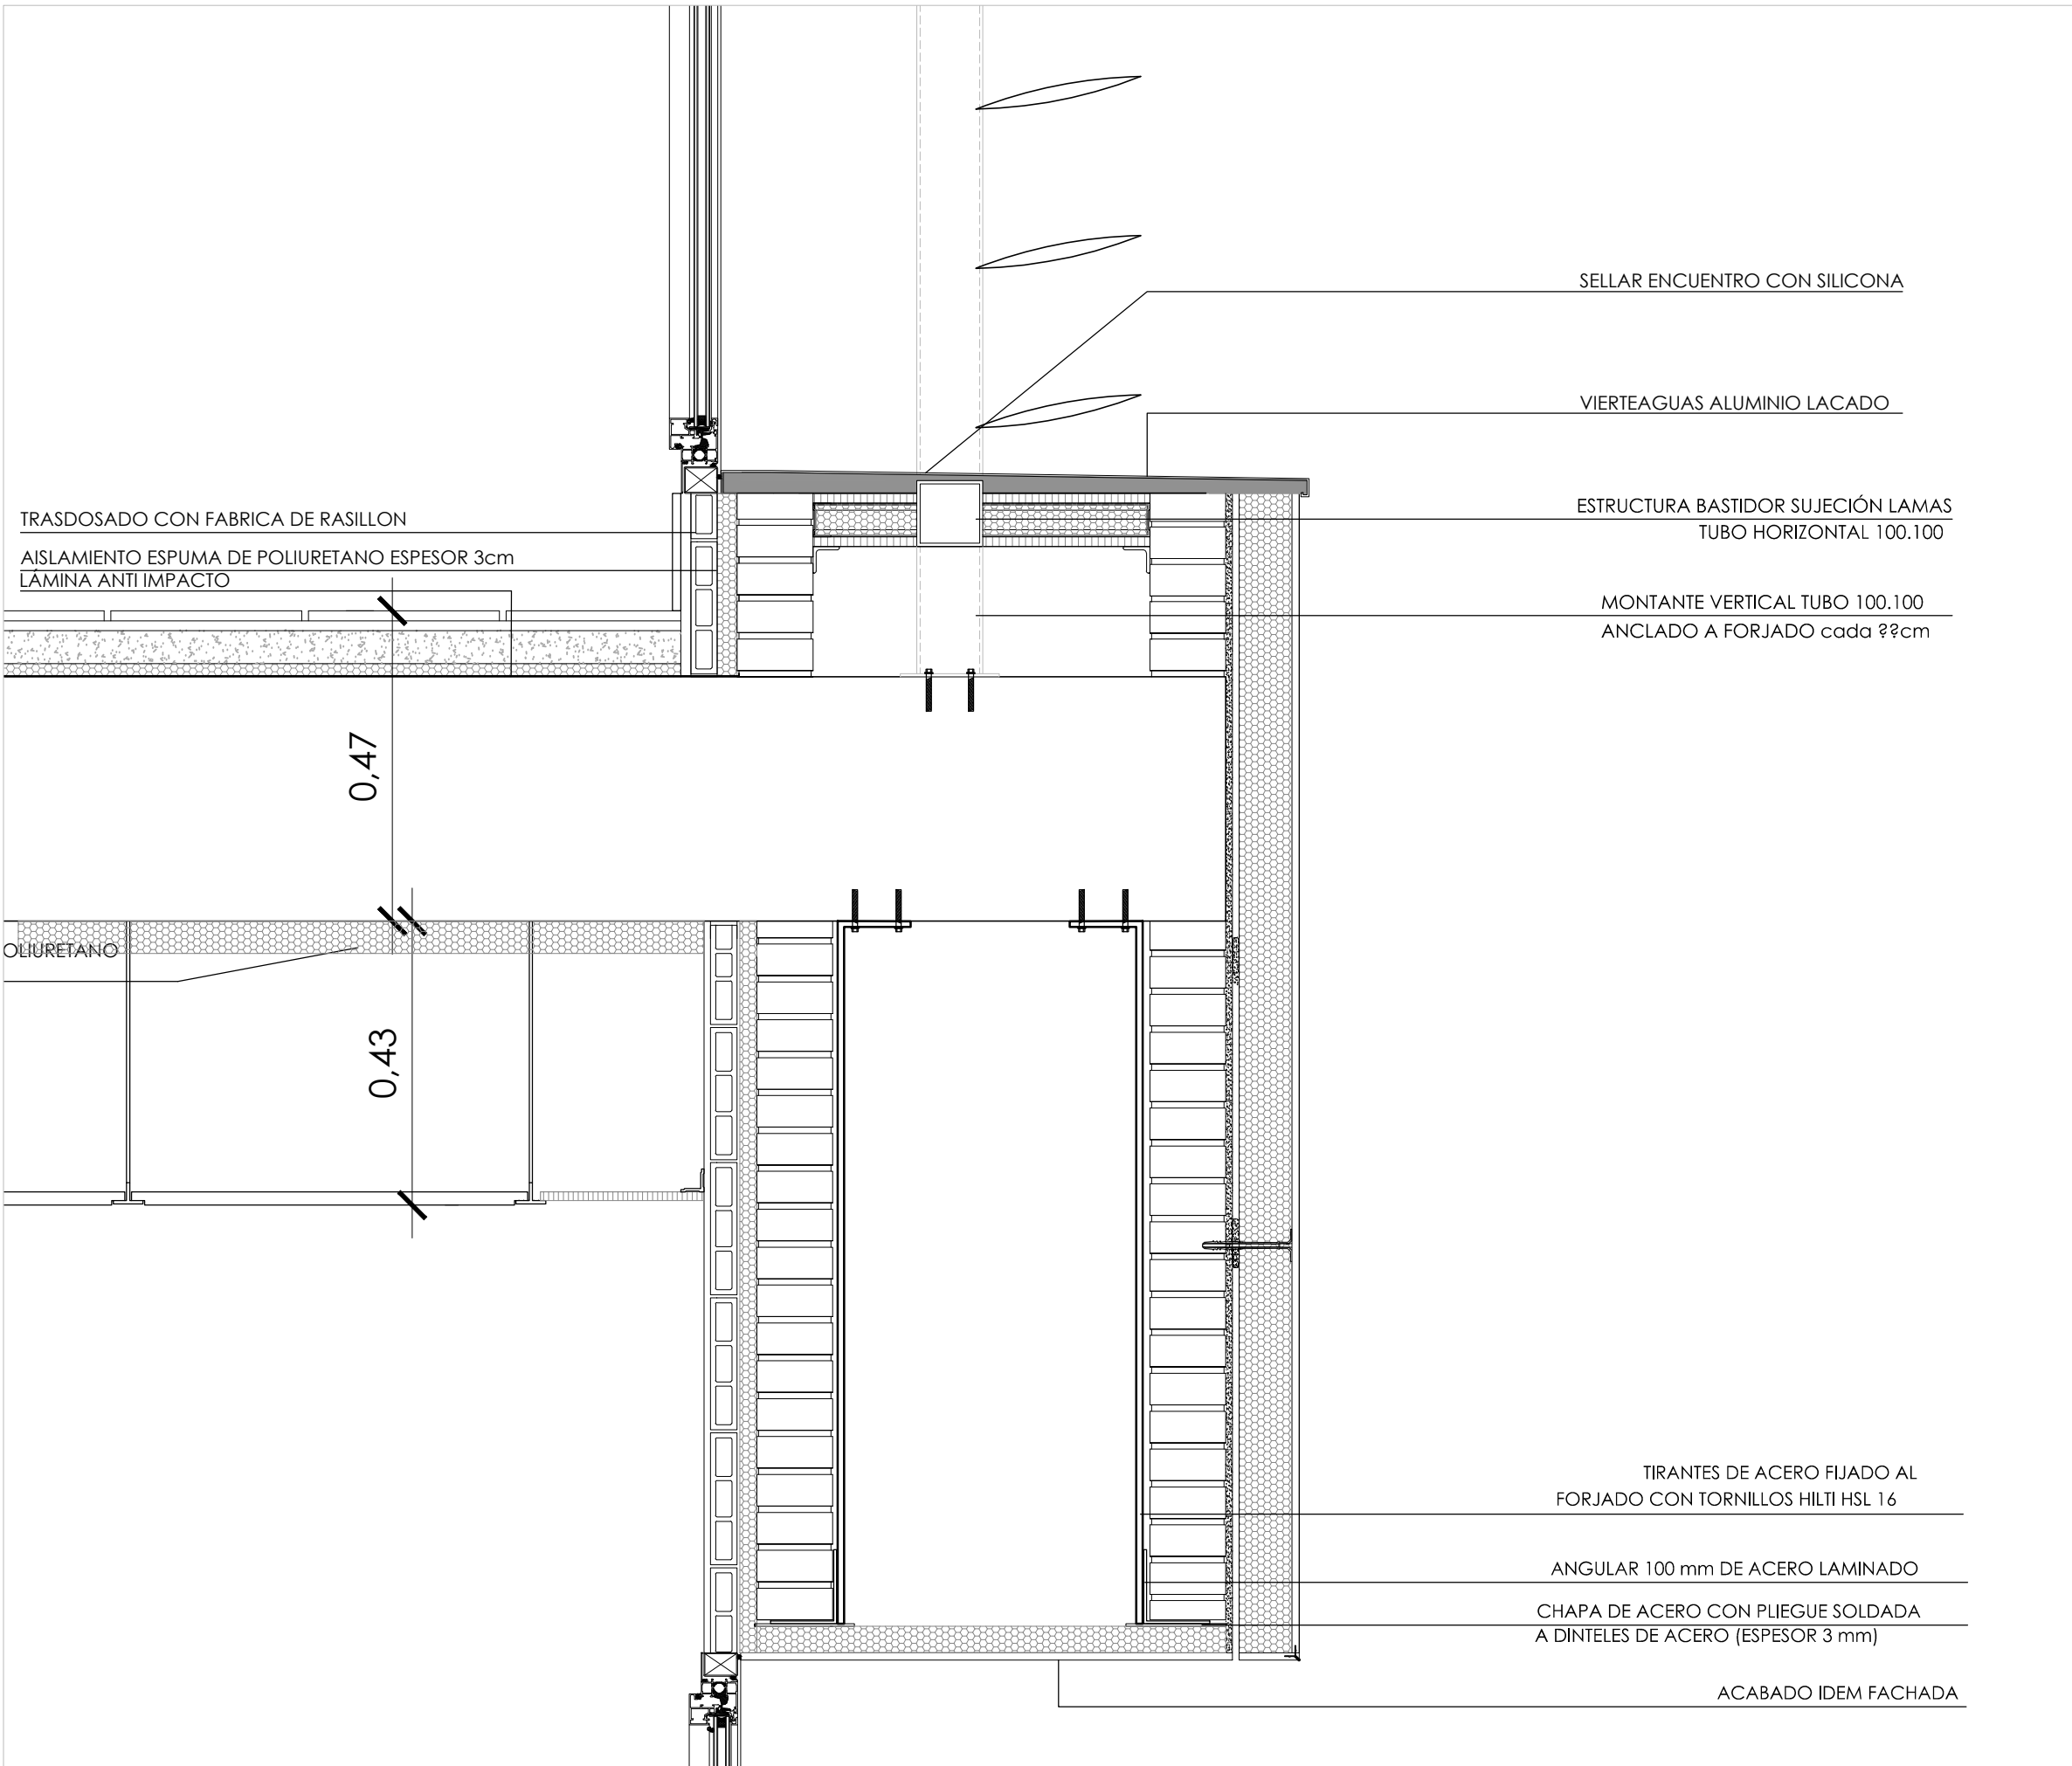 SELLAR ENCUENTRO CON SILICONA
VIERTEAGUAS ALUMINIO LACADO
ESTRUCTURA BASTIDOR SUJECIÓN LAMAS
TUBO HORIZONTAL 100.100
TRASDOSADO CON FABRICA DE RASILLON
AISLAMIENTO ESPUMA DE POLIURETANO ESPESOR 3cm
LÁMINA ANTI IMPACTO
MONTANTE VERTICAL TUBO 100.100
ANCLADO A FORJADO cada ??cm
0,47
OLIURETANO
0,43
TIRANTES DE ACERO FIJADO AL
FORJADO CON TORNILLOS HILTI HSL 16
ANGULAR 100 mm DE ACERO LAMINADO
CHAPA DE ACERO CON PLIEGUE SOLDADA
A DINTELES DE ACERO (ESPESOR 3 mm)
ACABADO IDEM FACHADA